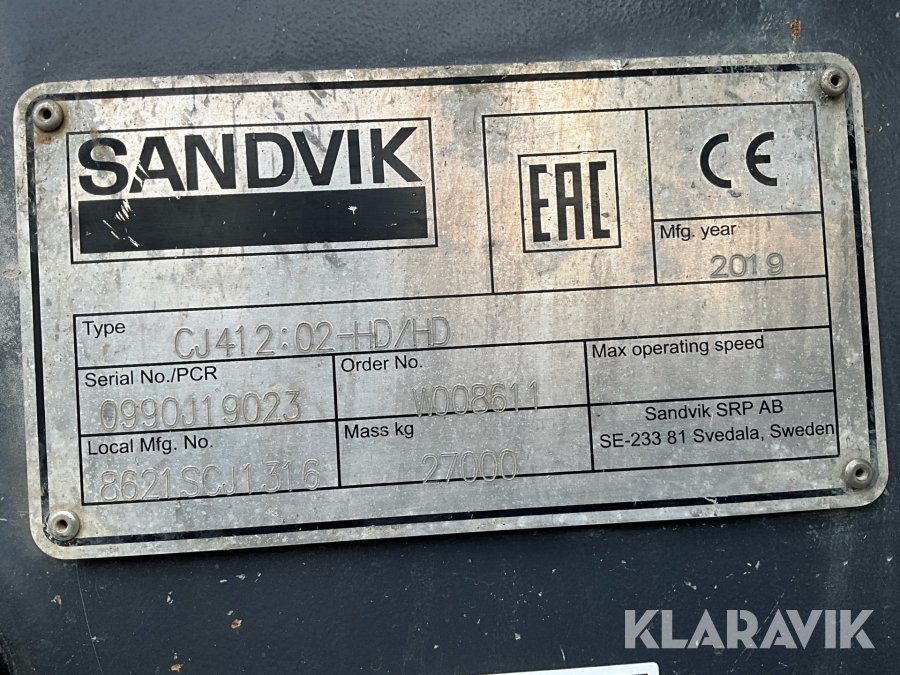 SANDVIK
EAC
CE
Mfg. year
2019
Type
CJ412:02-HD/HD
Serial No./PCR
0990J19023
Order No.
W008611
Max operating speed
Local Mfg. No.
8621SCJ1316
Mass kg
27000
Sandvik SRP AB
SE-233 81 Svedala, Sweden
KLARAVIK